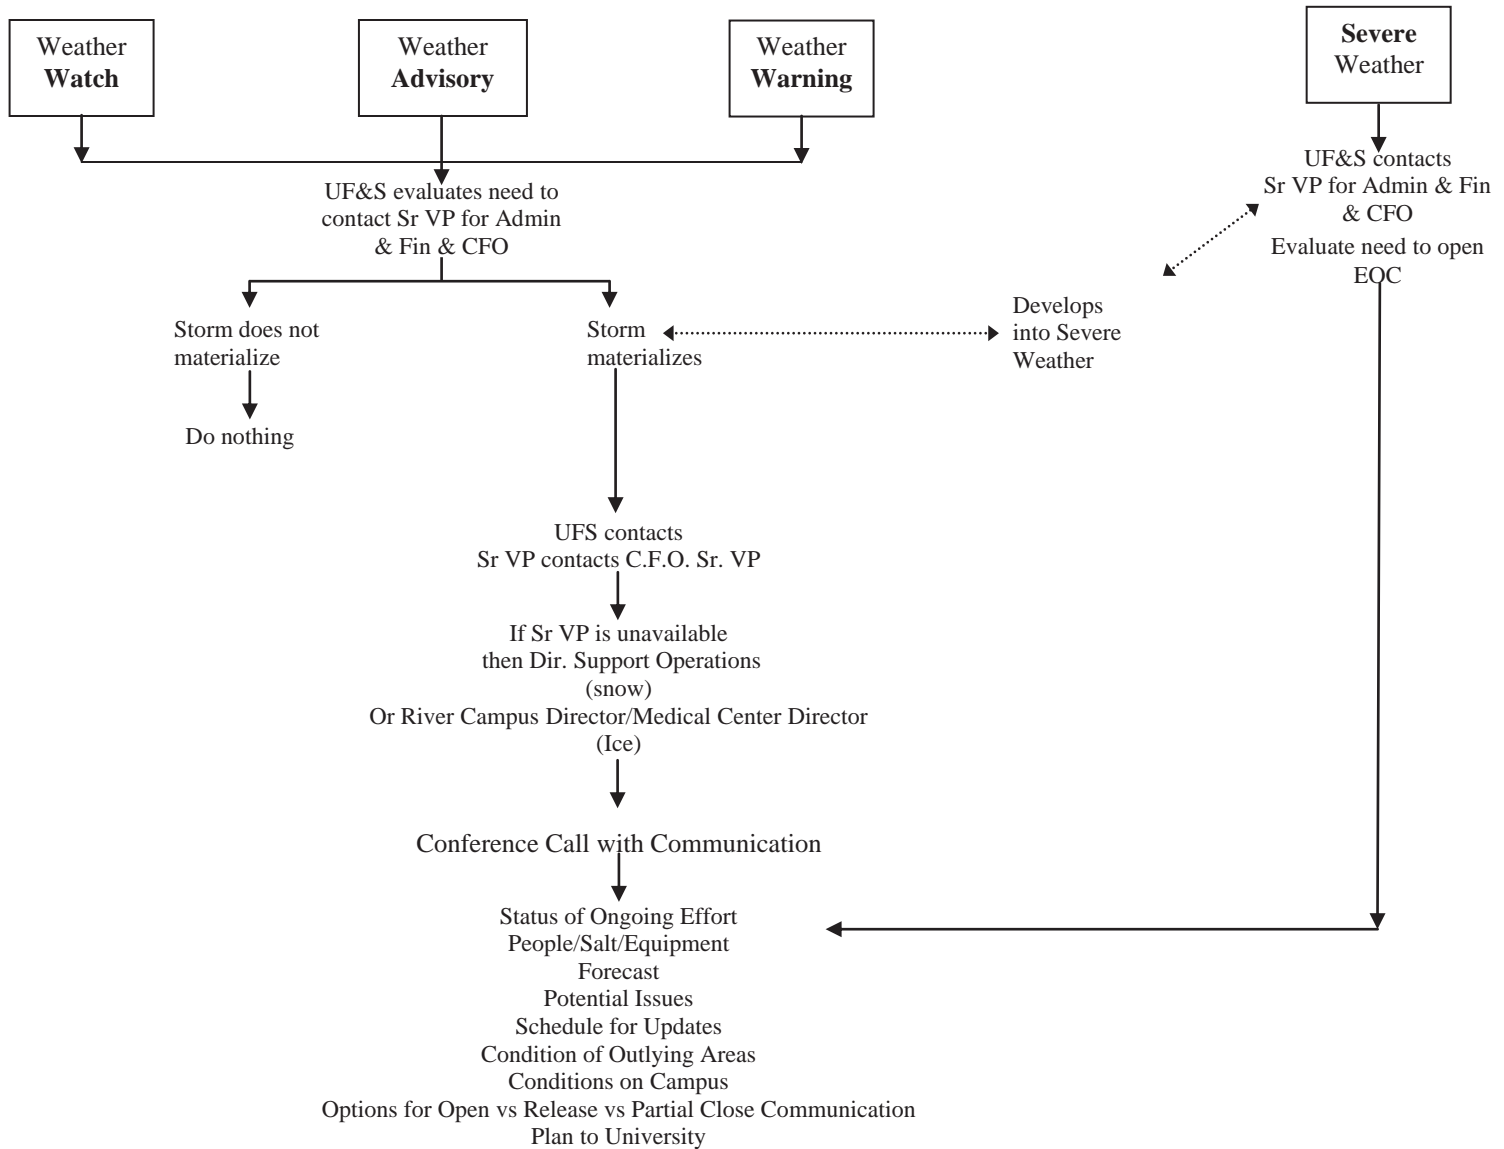 Weather
Watch
Weather
Advisory
Weather
Warning
Severe
Weather
UF&S contacts
Sr VP for Admin & Fin
& CFO
Evaluate need to open
EOC
UF&S evaluates need to
contact Sr VP for Admin
& Fin & CFO
Storm does not
materialize
Storm
materializes
Develops
into Severe
Weather
Do nothing
UFS contacts
Sr VP contacts C.F.O. Sr. VP
If Sr VP is unavailable
then Dir. Support Operations
(snow)
Or River Campus Director/Medical Center Director
(Ice)
Conference Call with Communication
Status of Ongoing Effort
People/Salt/Equipment
Forecast
Potential Issues
Schedule for Updates
Condition of Outlying Areas
Conditions on Campus
Options for Open vs Release vs Partial Close Communication
Plan to University